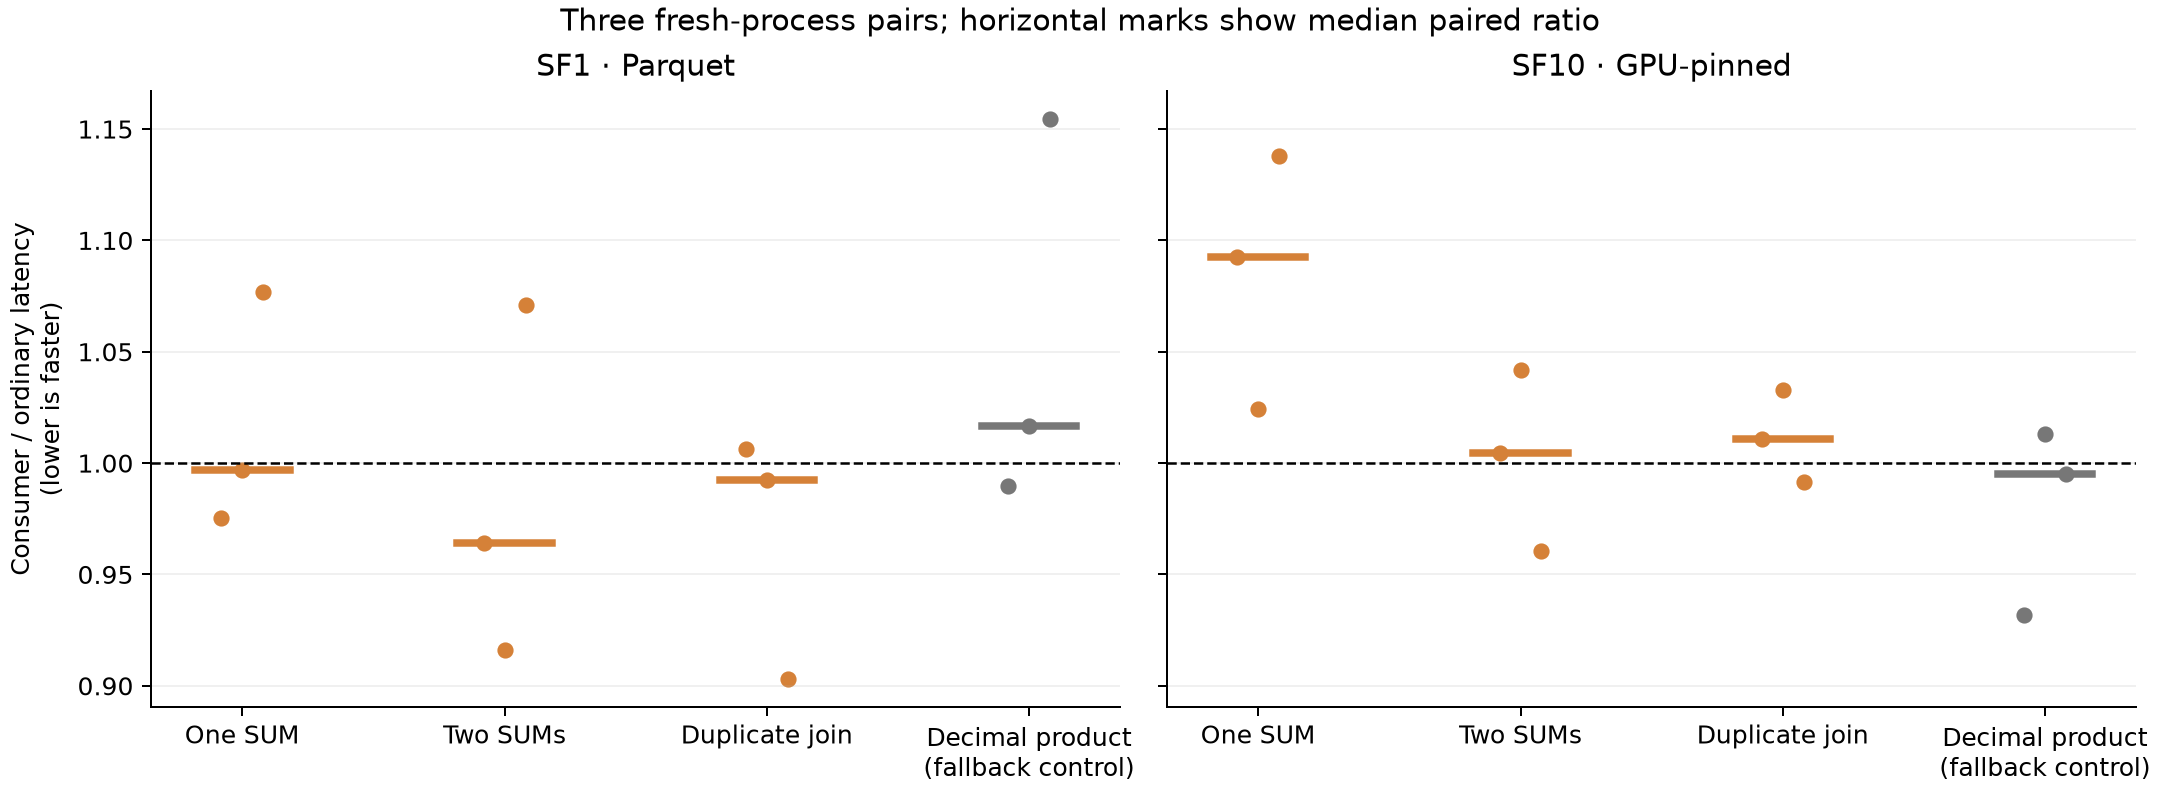 Three fresh-process pairs; horizontal marks show median paired ratio
SF1 · Parquet
SF10 · GPU-pinned
Consumer / ordinary latency
(lower is faster)
1.15
1.10
1.05
1.00
0.95
0.90
One SUM
Two SUMs
Duplicate join
Decimal product
(fallback control)
One SUM
Two SUMs
Duplicate join
Decimal product
(fallback control)